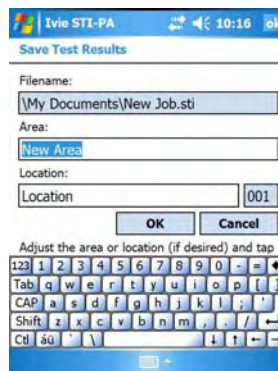 Ivie STI-PA 10:16 ok
Save Test Results
Filename:
\My Documents\New Job.sti
Area:
New Area
Location:
Location 001
OK Cancel
Adjust the area or location (if desired) and tap
123 1 2 3 4 5 6 7 8 9 0 - =
Tab q w e r t y u i o p [ ]
CAP a s d f g h j k l ; '
Shift z x c v b n m , . /
Ctl áü ` \